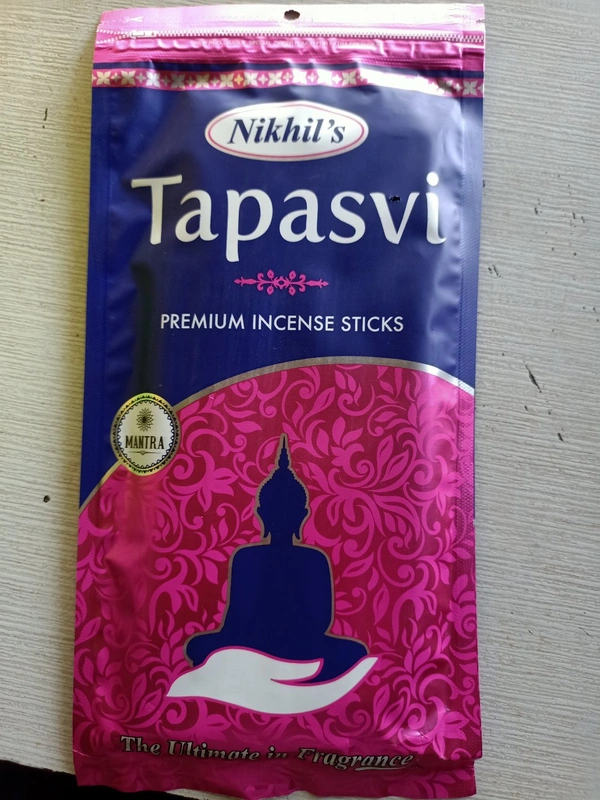 Nikhil's
Tapasvi
PREMIUM INCENSE STICKS
MANTRA
The Ultimate in Fragrance